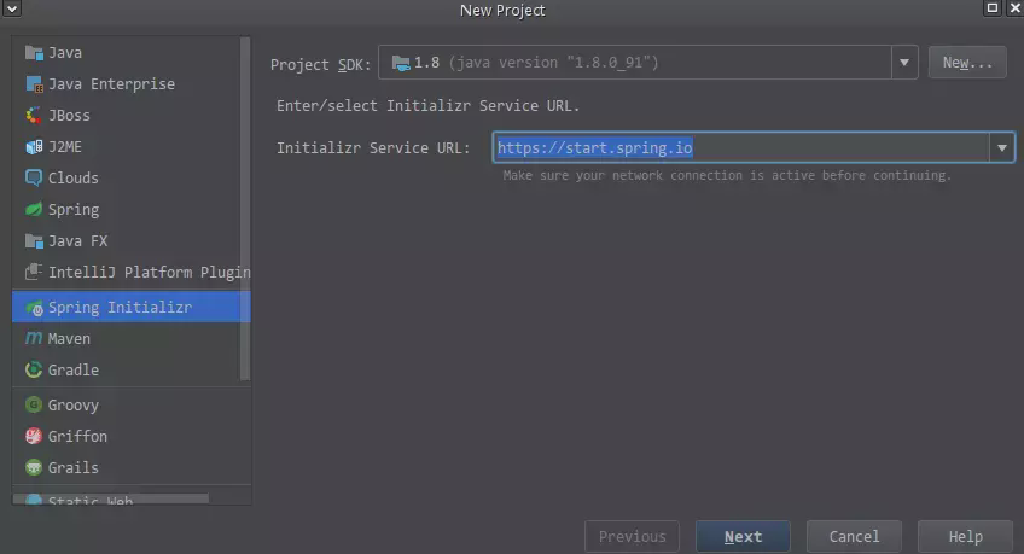 New Project
Java
Java Enterprise
JBoss
J2ME
Clouds
Spring
Java FX
IntelliJ Platform Plugin
Spring Initializr
Maven
Gradle
Groovy
Griffon
Grails
Static Web
Project SDK: 1.8 (java version "1.8.0_91") New...
Enter/select Initializr Service URL.
Initializr Service URL: https://start.spring.io
Make sure your network connection is active before continuing.
Previous Next Cancel Help